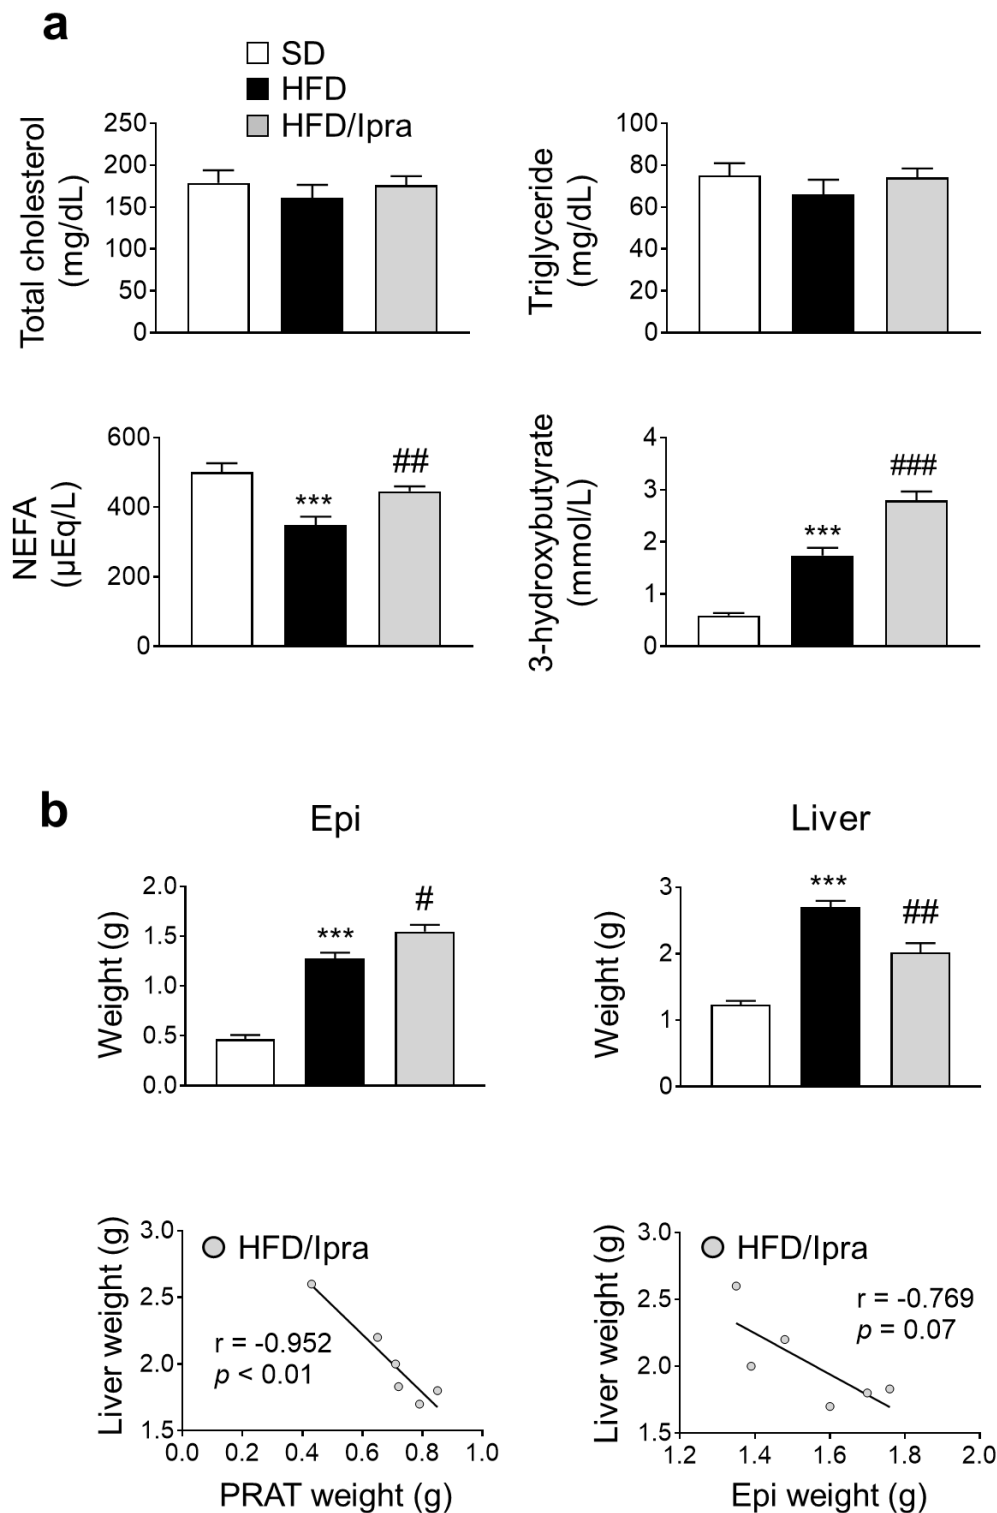 a
SD
HFD
HFD/Ipra
Total cholesterol
(mg/dL)
250
200
150
100
50
0
Triglyceride
(mg/dL)
100
80
60
40
20
0
NEFA
(μEq/L)
600
400
200
0
***
##
3-hydroxybutyrate
(mmol/L)
4
3
2
1
0
***
###
b
Epi
Weight (g)
2.0
1.5
1.0
0.5
0.0
***
#
Liver
Weight (g)
3
2
1
0
***
##
Liver weight (g)
3.0
2.5
2.0
1.5
HFD/Ipra
r = -0.952
p < 0.01
0.0 0.2 0.4 0.6 0.8 1.0
PRAT weight (g)
Liver weight (g)
3.0
2.5
2.0
1.5
HFD/Ipra
r = -0.769
p = 0.07
1.2 1.4 1.6 1.8 2.0
Epi weight (g)